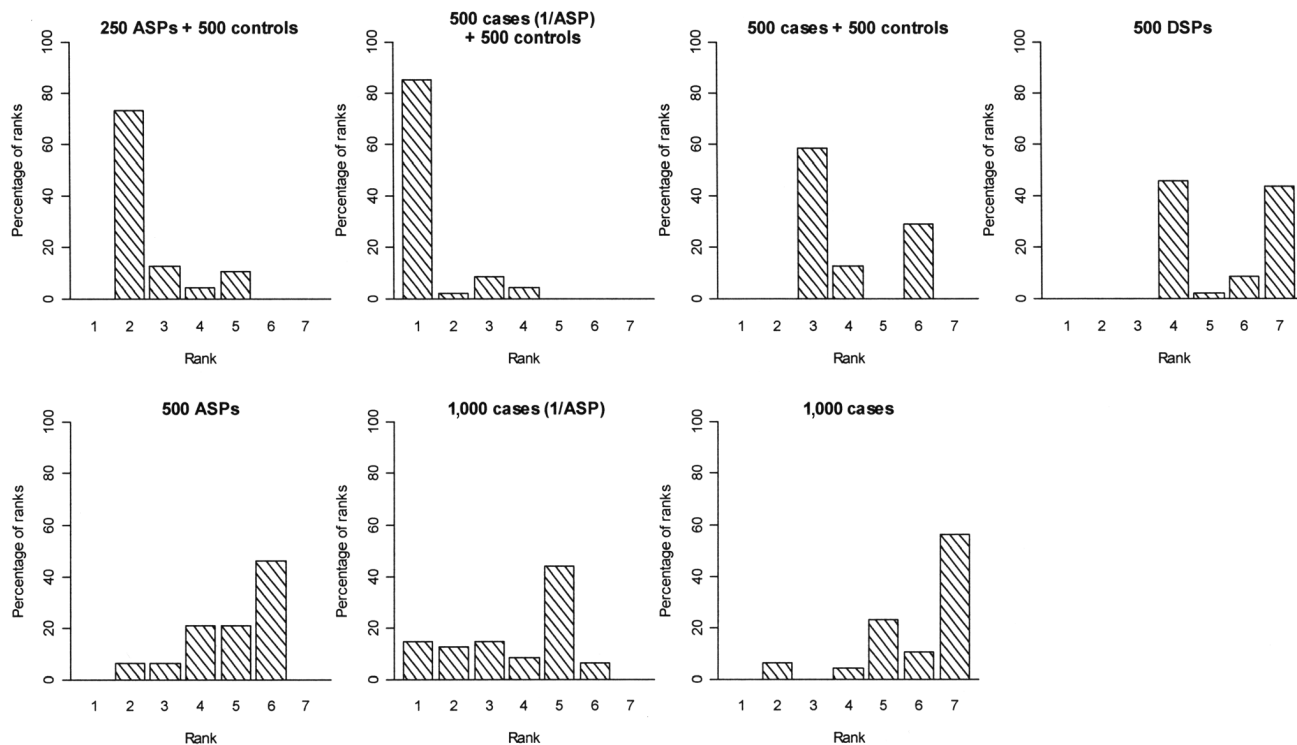 250 ASPs + 500 controls
Percentage of ranks
0 20 40 60 80 100
1 2 3 4 5 6 7
Rank
500 cases (1/ASP)
+ 500 controls
Percentage of ranks
0 20 40 60 80 100
1 2 3 4 5 6 7
Rank
500 cases + 500 controls
Percentage of ranks
0 20 40 60 80 100
1 2 3 4 5 6 7
Rank
500 DSPs
Percentage of ranks
0 20 40 60 80 100
1 2 3 4 5 6 7
Rank
500 ASPs
Percentage of ranks
0 20 40 60 80 100
1 2 3 4 5 6 7
Rank
1,000 cases (1/ASP)
Percentage of ranks
0 20 40 60 80 100
1 2 3 4 5 6 7
Rank
1,000 cases
Percentage of ranks
0 20 40 60 80 100
1 2 3 4 5 6 7
Rank